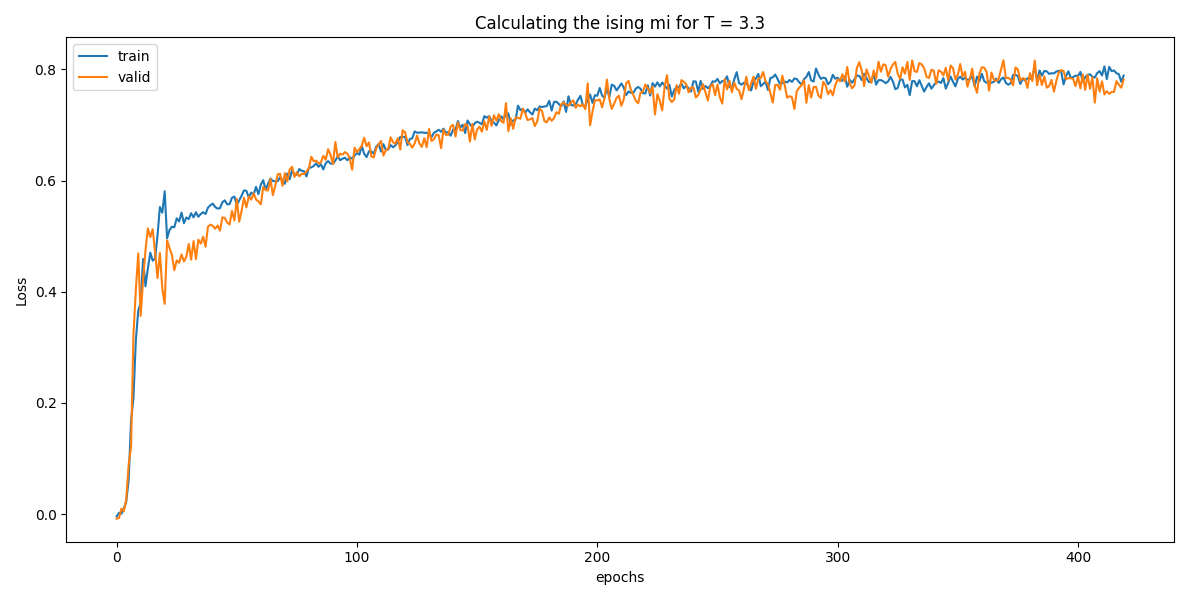 Calculating the ising mi for T = 3.3
train
valid
Loss
0.8
0.6
0.4
0.2
0.0
0
100
200
300
400
epochs